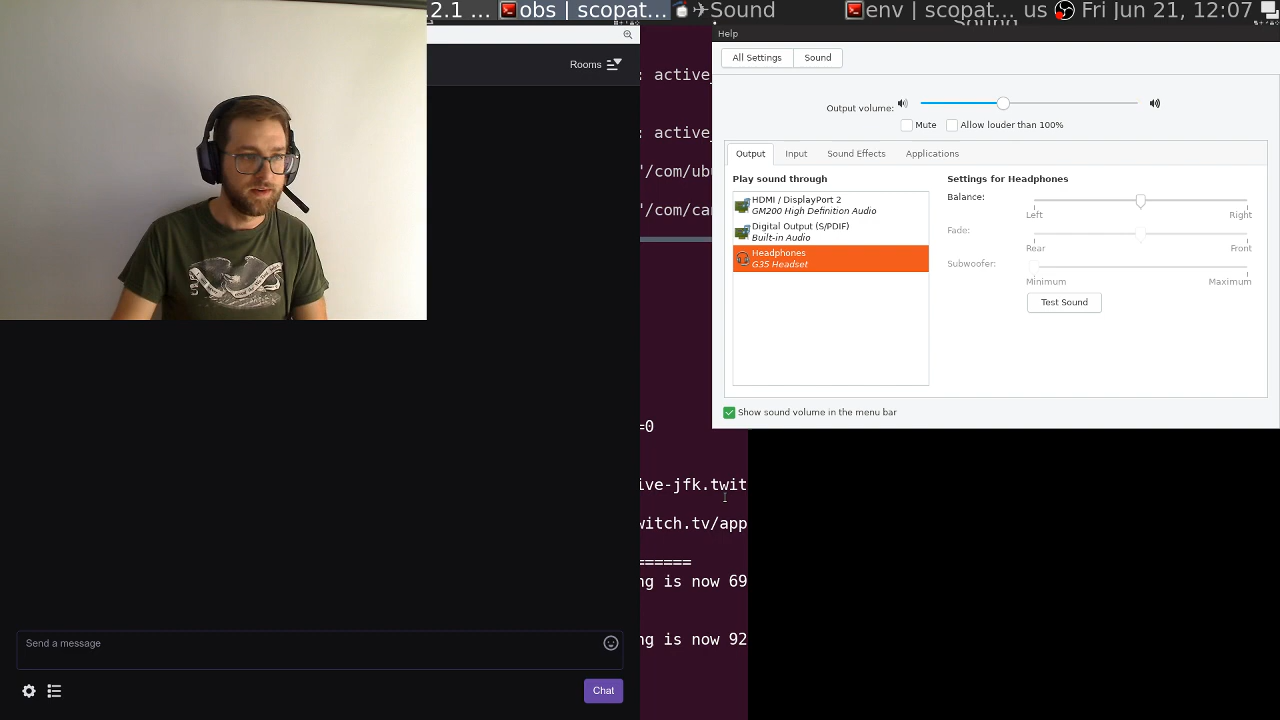 .2.1 ...
obs | scopat...
Sound
env | scopat...
us
Fri Jun 21, 12:07
Help
All Settings
Sound
Rooms
: active_
: active_
"/com/ubu
"/com/can
Output volume:
Mute
Allow louder than 100%
Output
Input
Sound Effects
Applications
Play sound through
HDMI / DisplayPort 2
GM200 High Definition Audio
Digital Output (S/PDIF)
Built-in Audio
Headphones
G35 Headset
Settings for Headphones
Balance:
Left
Right
Fade:
Rear
Front
Subwoofer:
Minimum
Maximum
Test Sound
Show sound volume in the menu bar
=0
ive-jfk.twit
witch.tv/app
======
ng is now 69
ng is now 92
Send a message
Chat